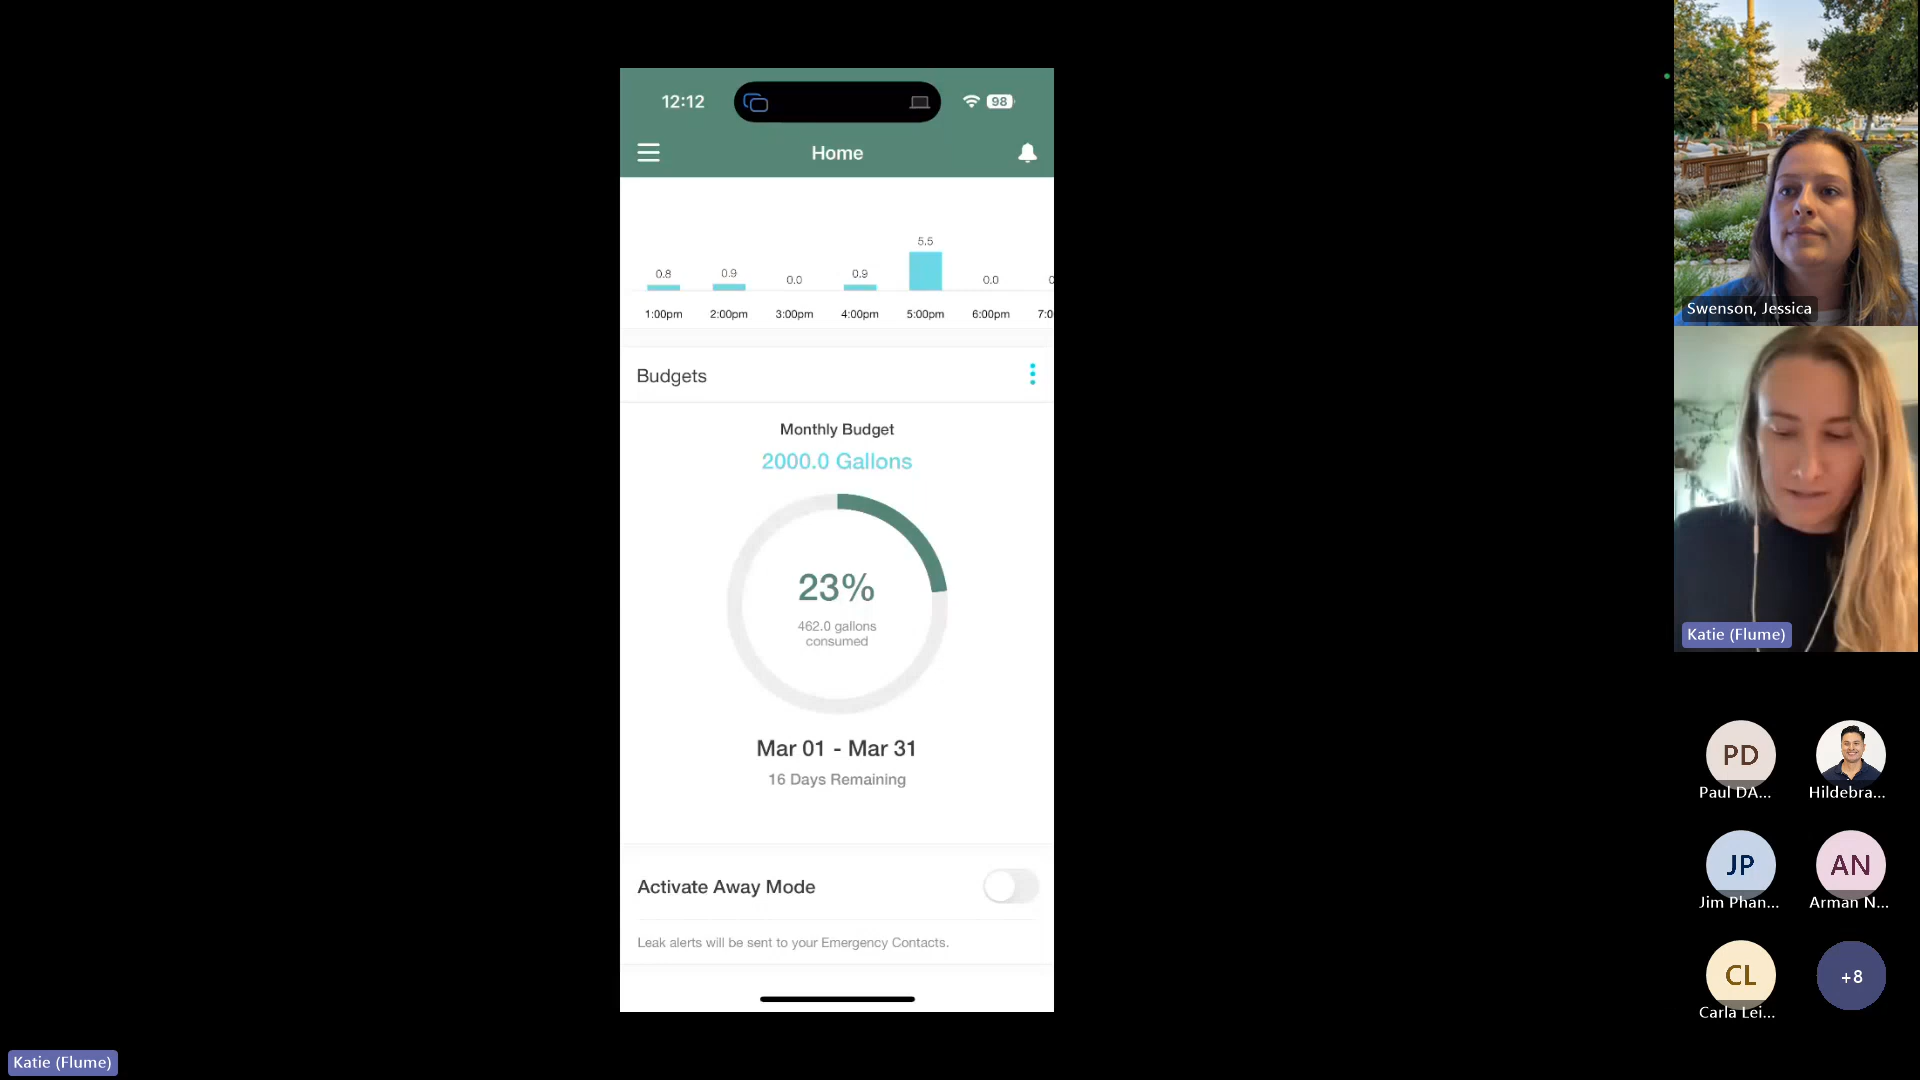 12:12
98
Home
5.5
0.8 0.9 0.0 0.9 0.0
1:00pm 2:00pm 3:00pm 4:00pm 5:00pm 6:00pm 7:0
Budgets
Monthly Budget
2000.0 Gallons
23%
462.0 gallons
consumed
Mar 01 - Mar 31
16 Days Remaining
Activate Away Mode
Leak alerts will be sent to your Emergency Contacts.
Swenson, Jessica
Katie (Flume)
PD
Paul DA...
Hildebra...
JP
Jim Phan...
AN
Arman N...
CL
Carla Lei...
+8
Katie (Flume)